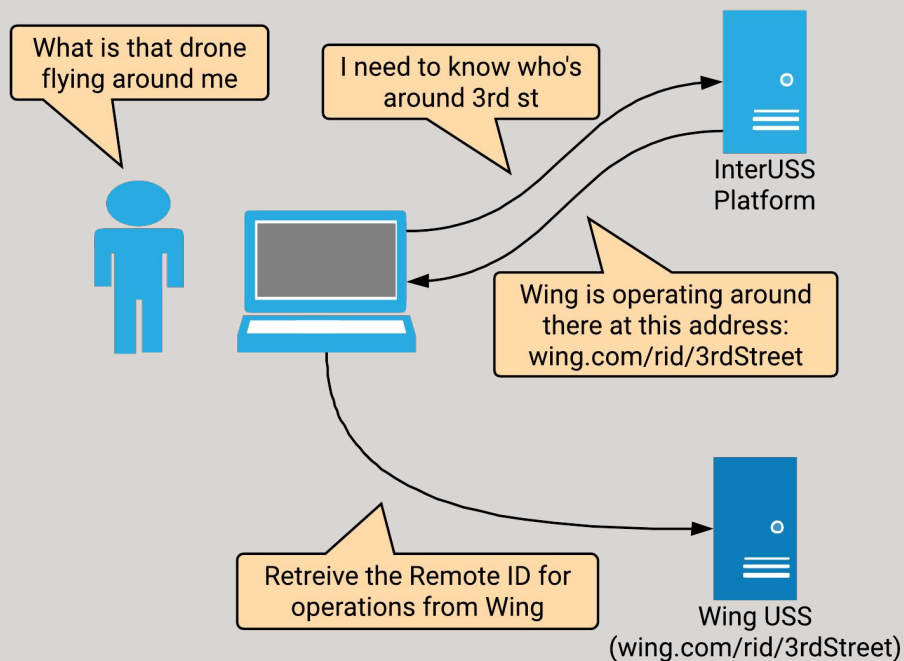 What is that drone
flying around me
I need to know who's
around 3rd st
InterUSS
Platform
Wing is operating around
there at this address:
wing.com/rid/3rdStreet
Retreive the Remote ID for
operations from Wing
Wing USS
(wing.com/rid/3rdStreet)